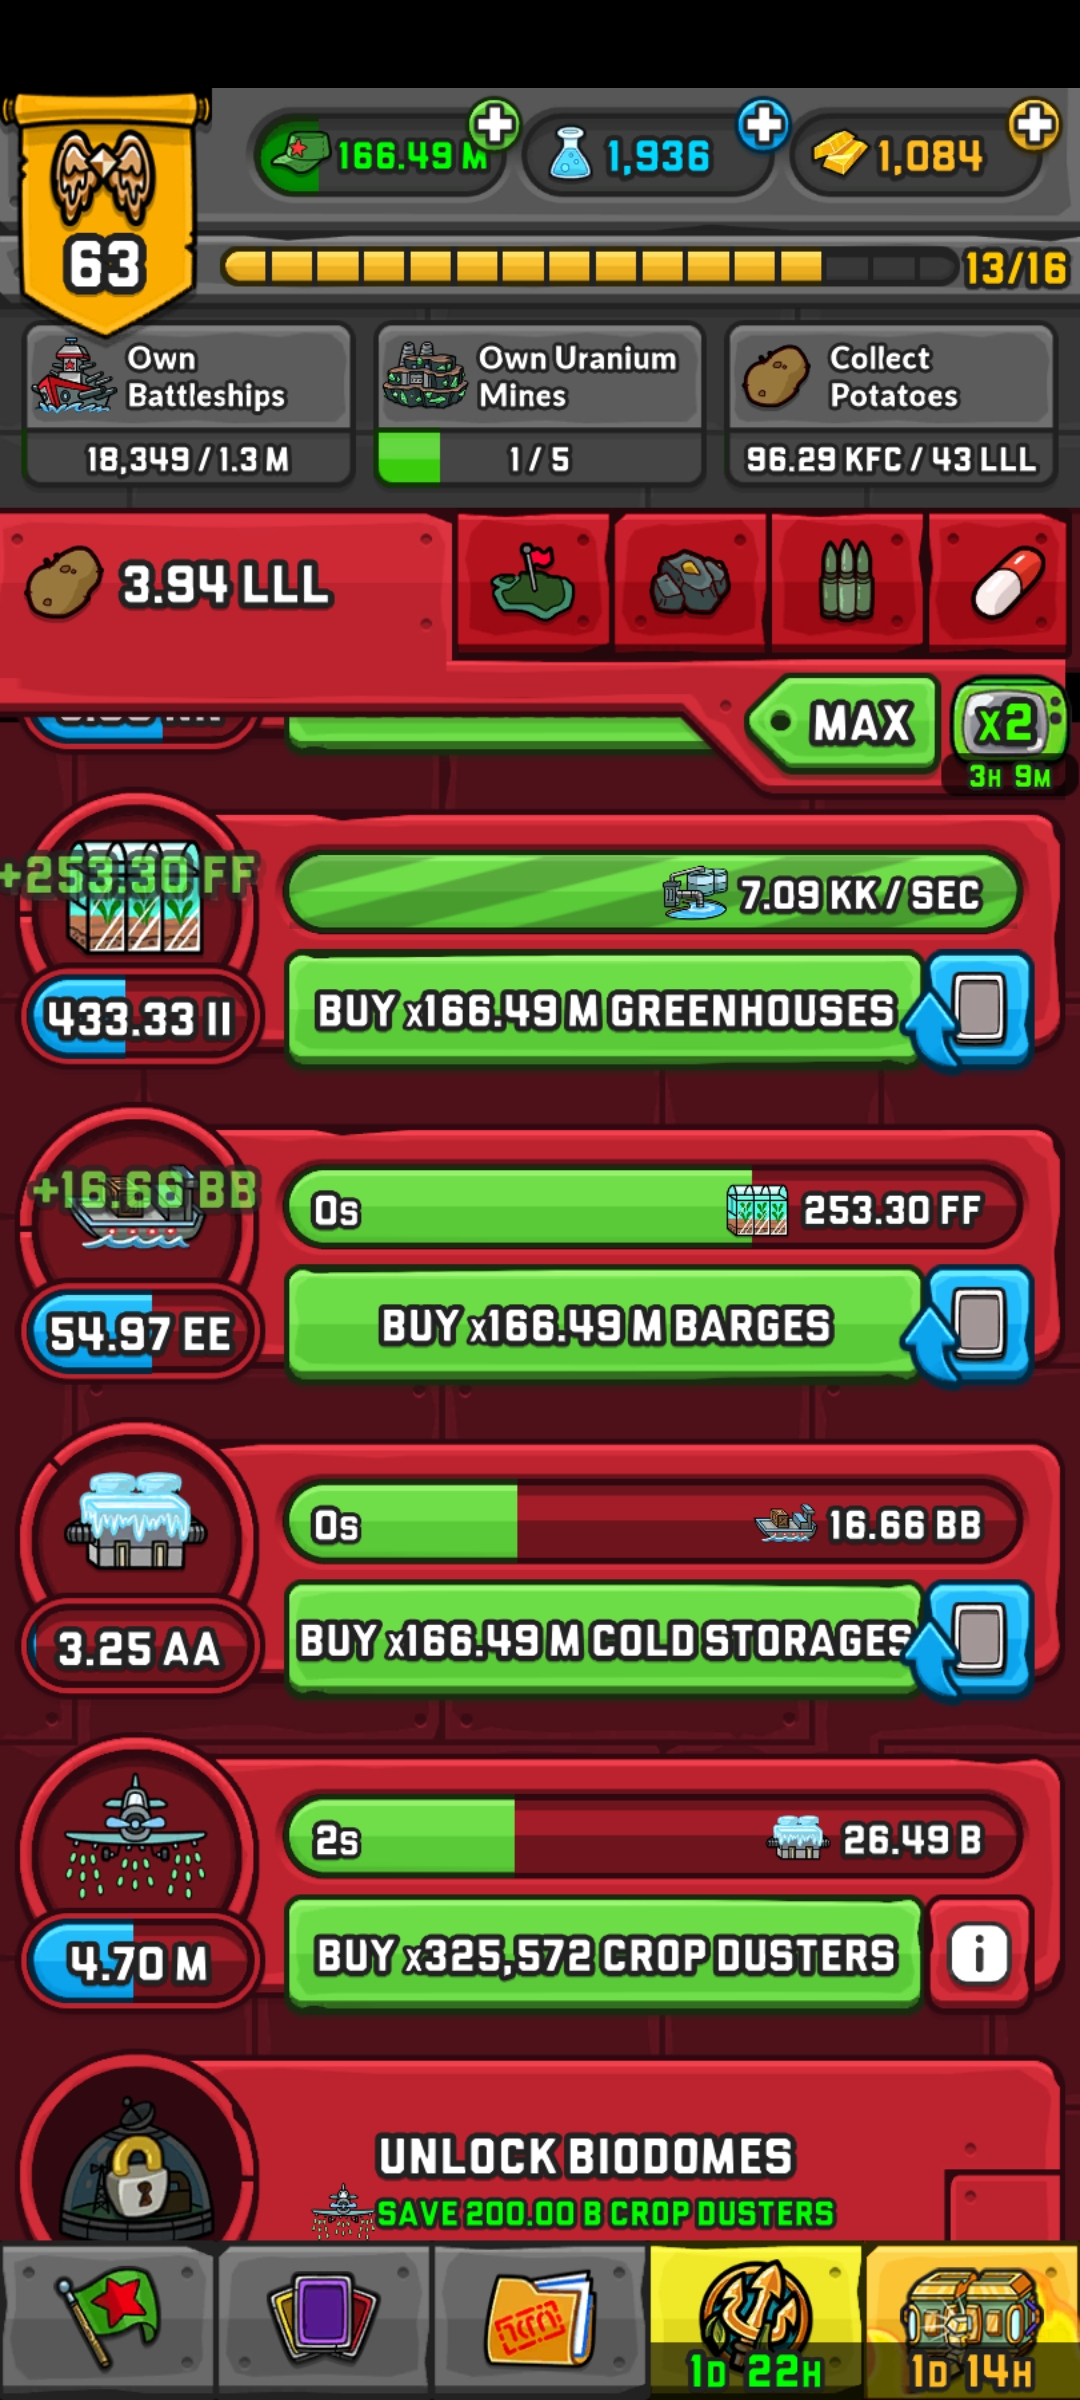 63
166.49 M
1,936
1,084
13/16
Own Battleships
18,349 / 1.3 M
Own Uranium Mines
1 / 5
Collect Potatoes
96.29 KFC / 43 LLL
3.94 LLL
MAX
x2
3H 9M
+253.30 FF
7.09 KK / SEC
433.33 II
BUY x166.49 M GREENHOUSES
+16.66 BB
0s
253.30 FF
54.97 EE
BUY x166.49 M BARGES
0s
16.66 BB
3.25 AA
BUY x166.49 M COLD STORAGES
2s
26.49 B
4.70 M
BUY x325,572 CROP DUSTERS
i
UNLOCK BIODOMES
SAVE 200.00 B CROP DUSTERS
1D 22H
1D 14H